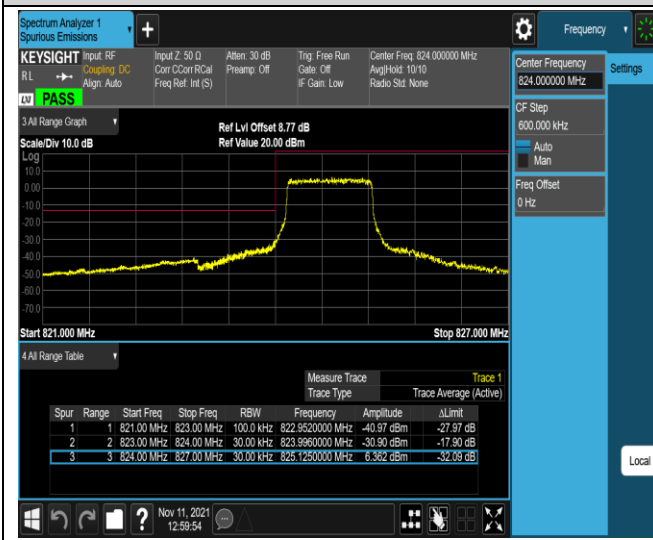 Spectrum Analyzer 1
Spurious Emissions
Frequency
KEYSIGHT Input: RF Input Z: 50 Ω Atten: 30 dB Trig: Free Run Center Freq: 824.000000 MHz
RL Coupling: DC Corr CCorr RCal Preamp: Off Gate: Off Avg|Hold: 10/10
Align: Auto Freq Ref: Int (S) IF Gain: Low Radio Std: None
LXI PASS
Center Frequency
824.000000 MHz
Settings
CF Step
600.000 kHz
Auto
Man
Freq Offset
0 Hz
3 All Range Graph
Ref Lvl Offset 8.77 dB
Scale/Div 10.0 dB Ref Value 20.00 dBm
Log
10.0
0.00
-10.0
-20.0
-30.0
-40.0
-50.0
-60.0
-70.0
Start 821.000 MHz Stop 827.000 MHz
4 All Range Table
Measure Trace Trace 1
Trace Type Trace Average (Active)
Spur Range Start Freq Stop Freq RBW Frequency Amplitude ΔLimit
1 1 821.00 MHz 823.00 MHz 100.0 kHz 822.9520000 MHz -40.97 dBm -27.97 dB
2 2 823.00 MHz 824.00 MHz 30.00 kHz 823.9960000 MHz -30.90 dBm -17.90 dB
3 3 824.00 MHz 827.00 MHz 30.00 kHz 825.1250000 MHz 6.362 dBm -32.09 dB
Local
Nov 11, 2021
12:59:54